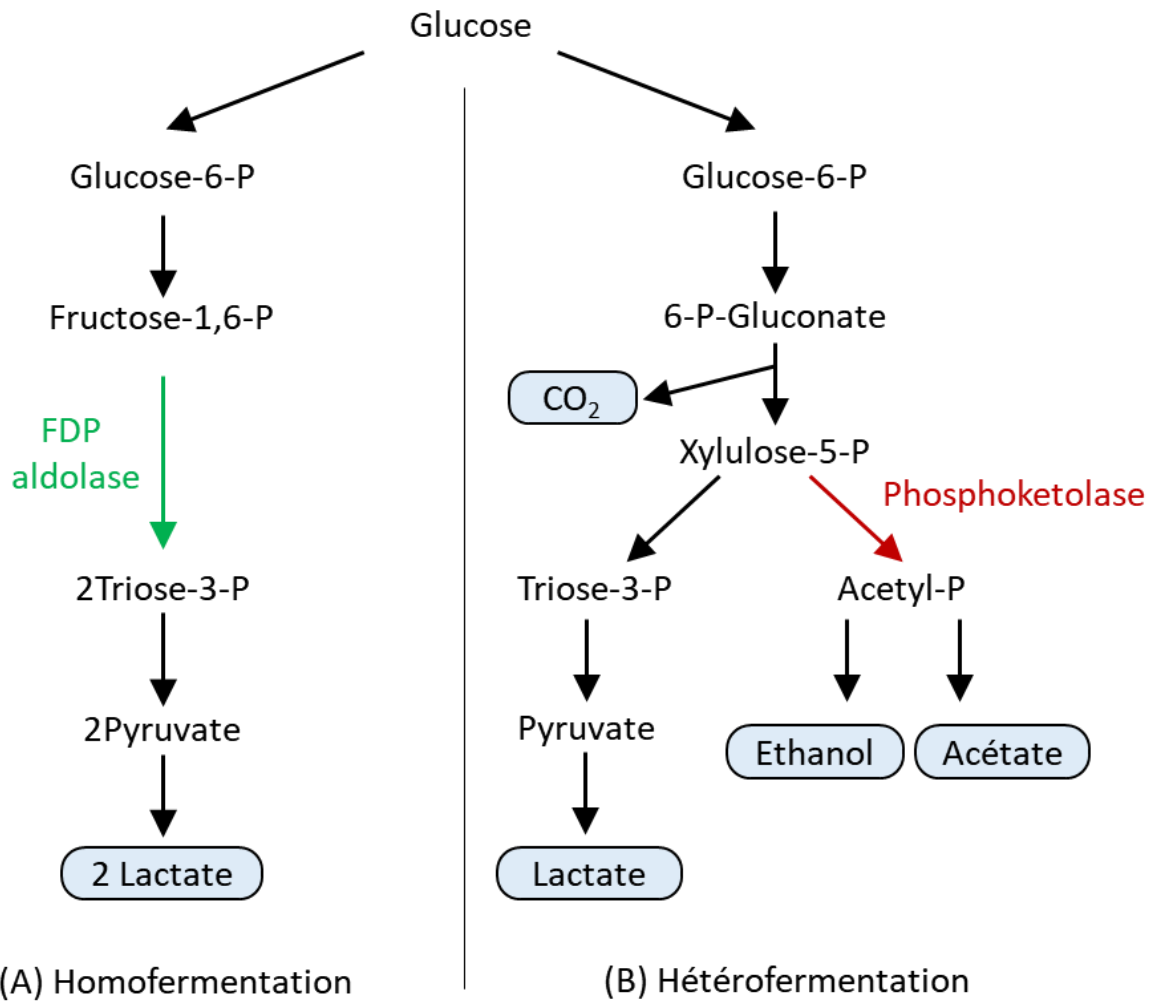 Glucose
Glucose-6-P
Fructose-1,6-P
FDP
aldolase
2Triose-3-P
2Pyruvate
2 Lactate
(A) Homofermentation
Glucose-6-P
6-P-Gluconate
CO₂
Xylulose-5-P
Phosphoketolase
Triose-3-P
Acetyl-P
Pyruvate
Ethanol
Acétate
Lactate
(B) Hétérofermentation